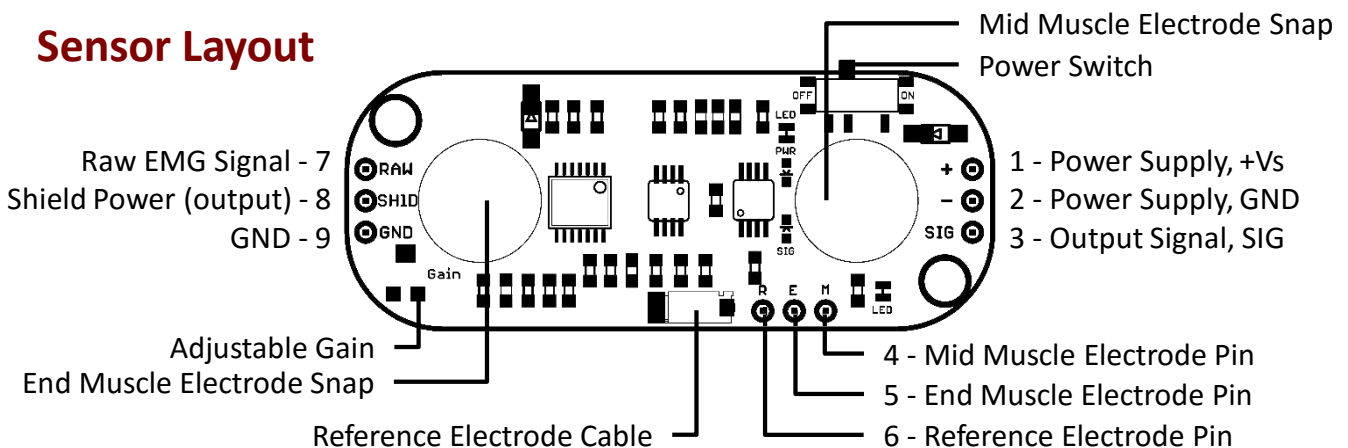 Sensor Layout
Mid Muscle Electrode Snap
Power Switch
OFF
ON
LED
PWR
Raw EMG Signal - 7
RAW
+
1 - Power Supply, +Vs
Shield Power (output) - 8
SHID
-
2 - Power Supply, GND
GND - 9
GND
SIG
SIG
3 - Output Signal, SIG
Gain
R E M
LED
Adjustable Gain
4 - Mid Muscle Electrode Pin
End Muscle Electrode Snap
5 - End Muscle Electrode Pin
Reference Electrode Cable
6 - Reference Electrode Pin